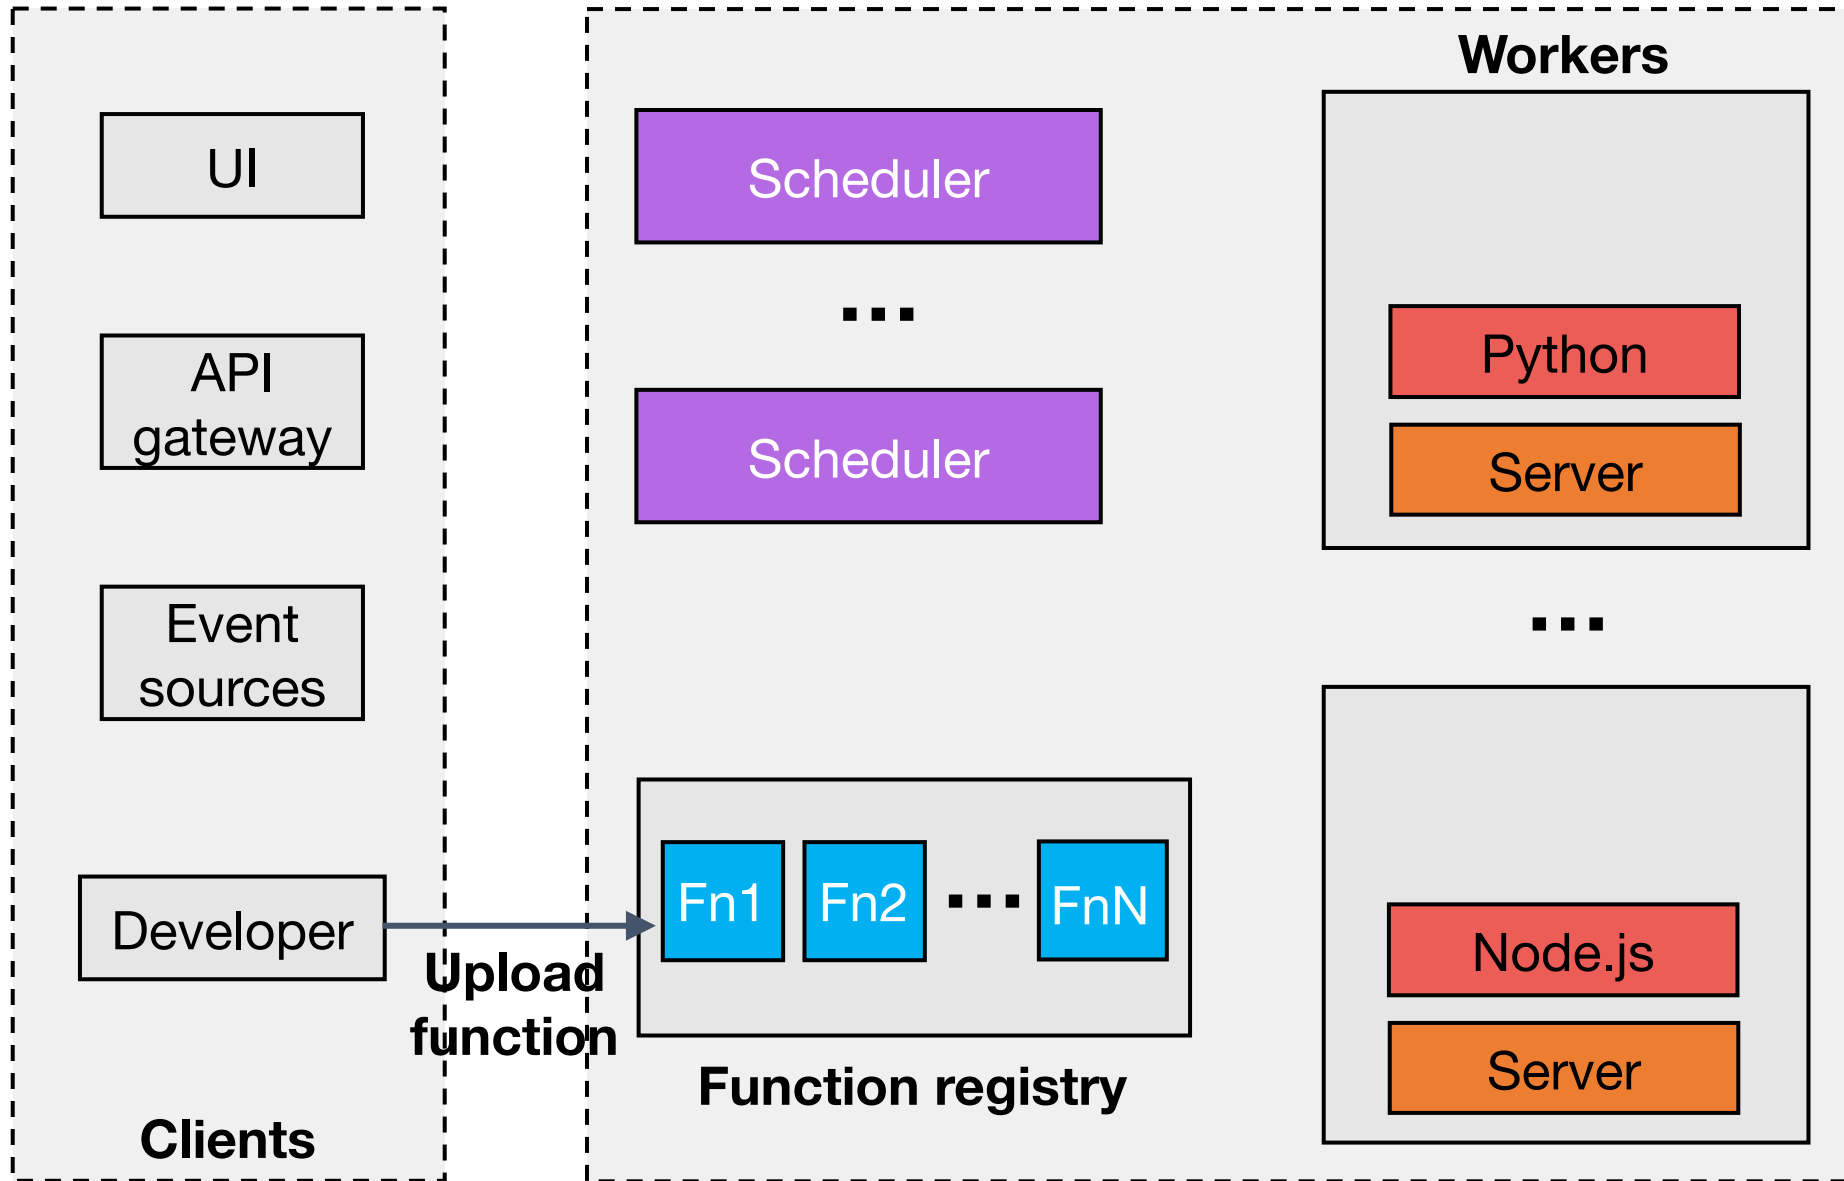 UI
API
gateway
Event
sources
Developer
Clients
Upload
function
Scheduler
...
Scheduler
Fn1 Fn2 ... FnN
Function registry
Workers
Python
Server
...
Node.js
Server